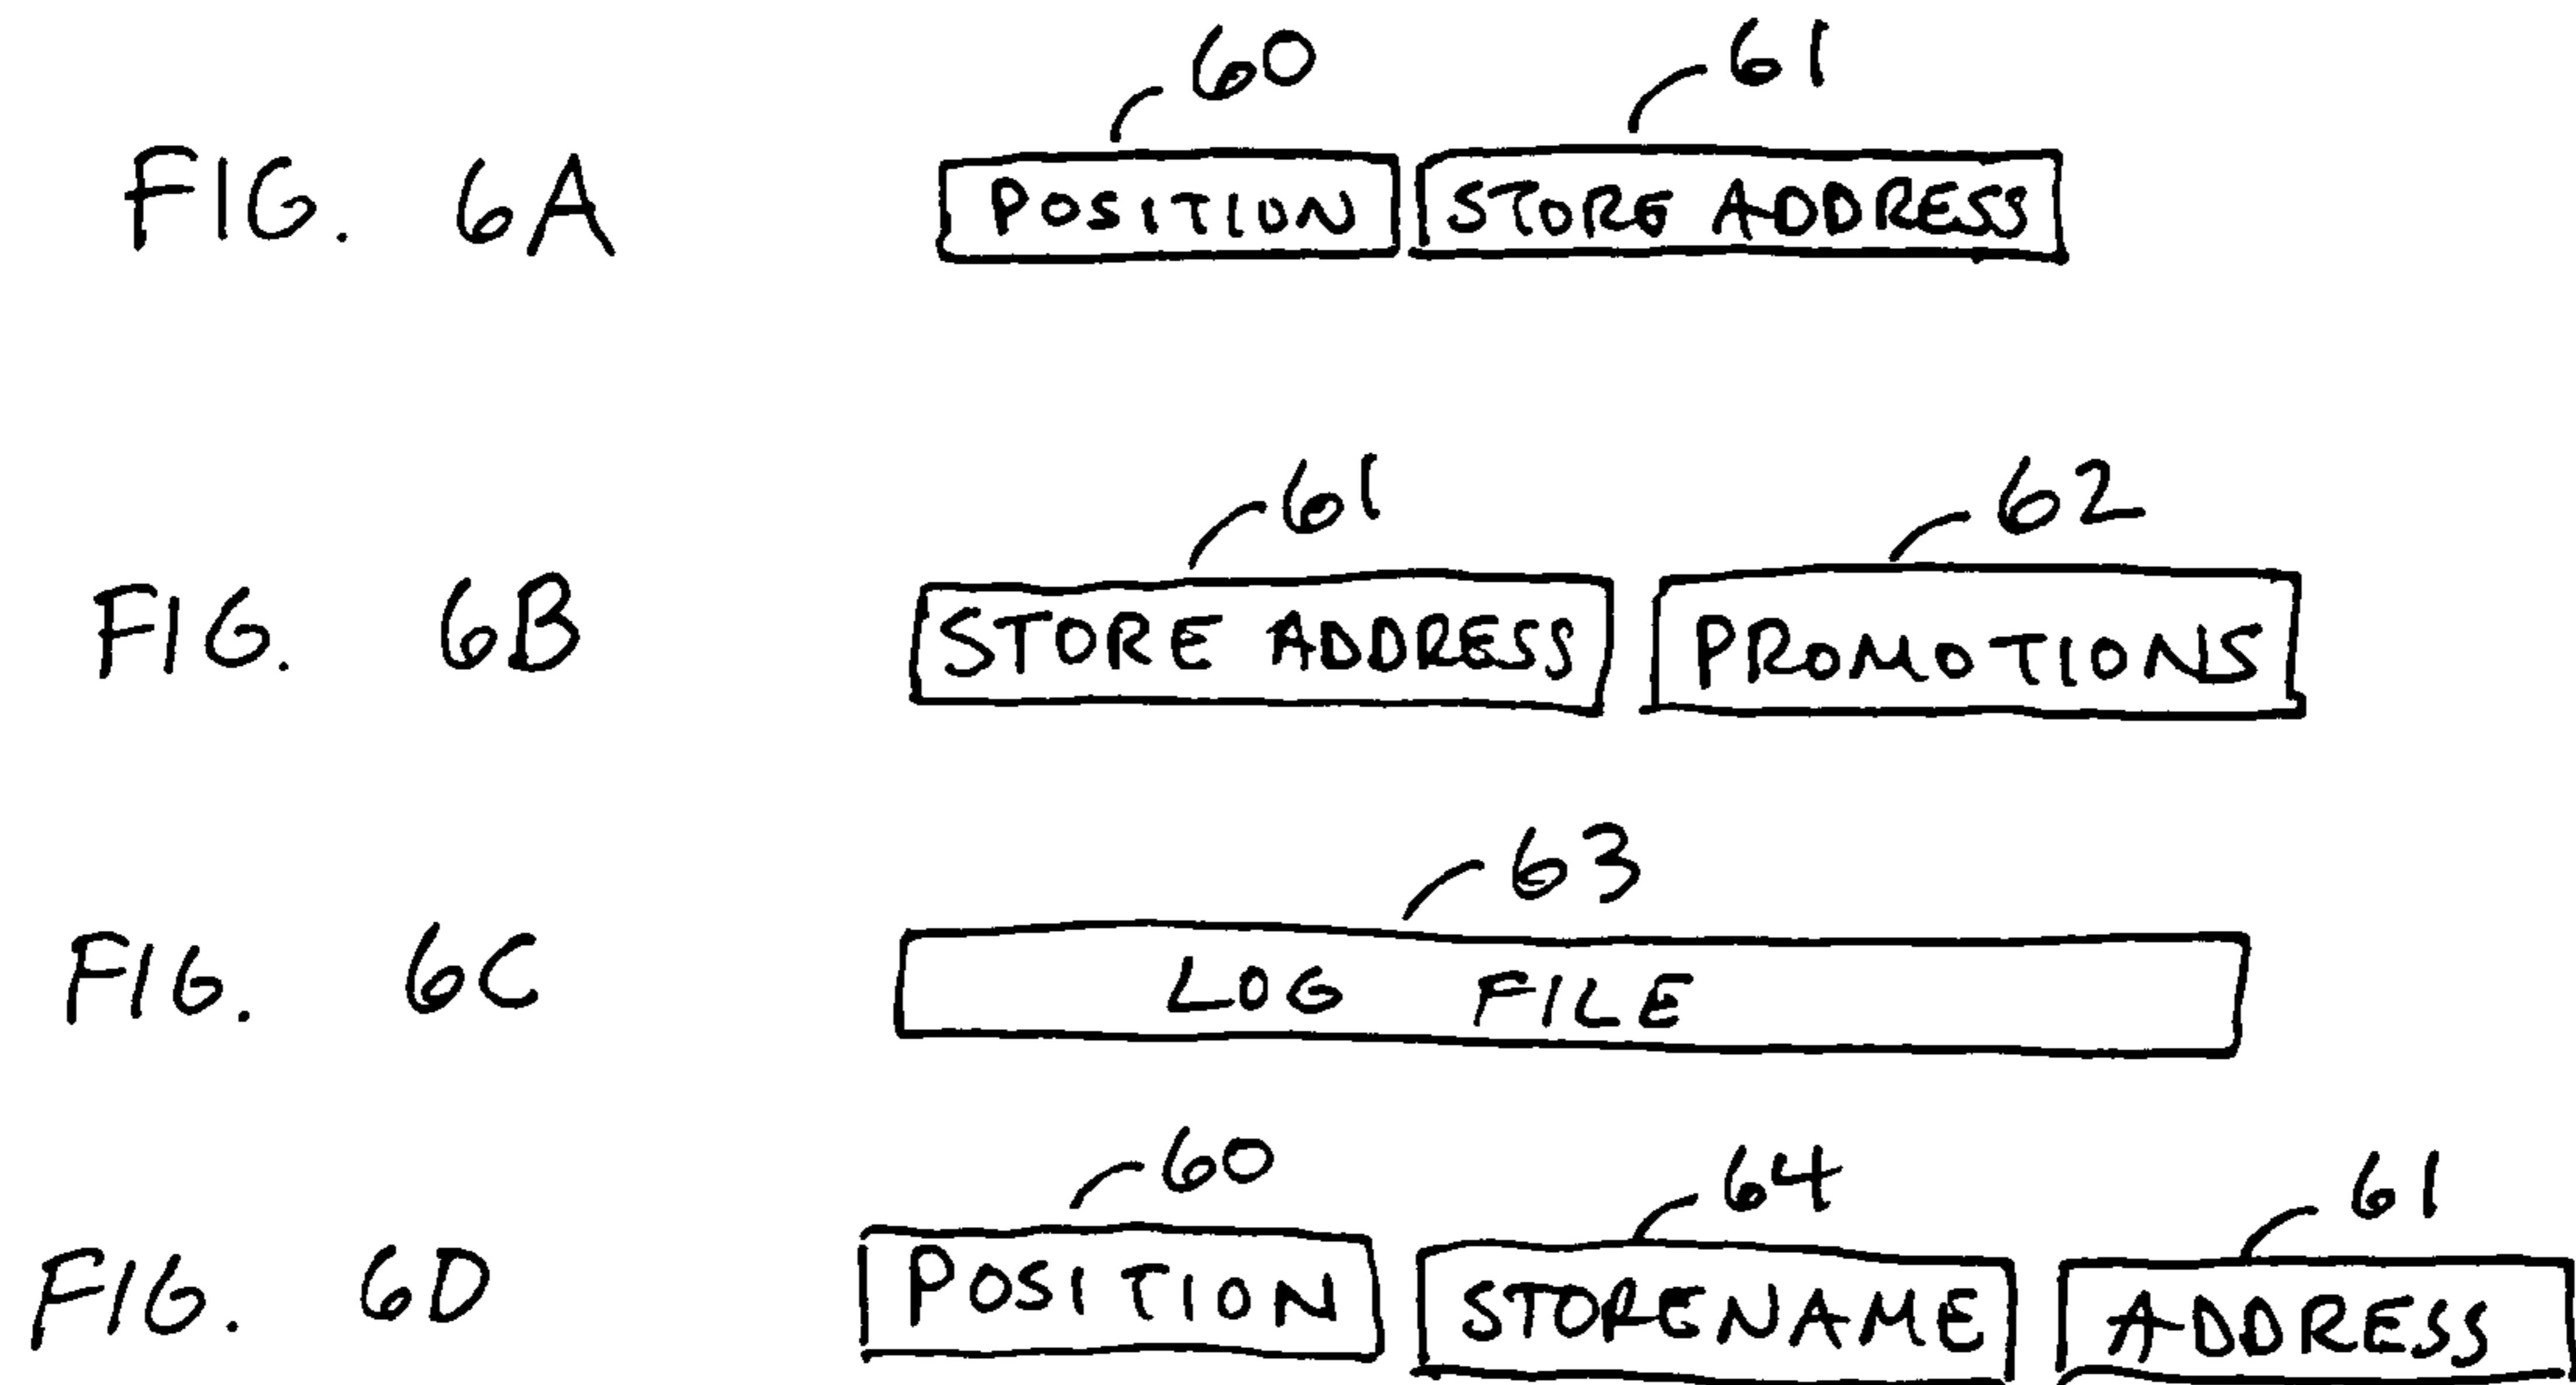 60 61
FIG. 6A POSITION STORE ADDRESS
61 62
FIG. 6B STORE ADDRESS PROMOTIONS
63
FIG. 6C LOG FILE
60 64 61
FIG. 6D POSITION STORENAME ADDRESS